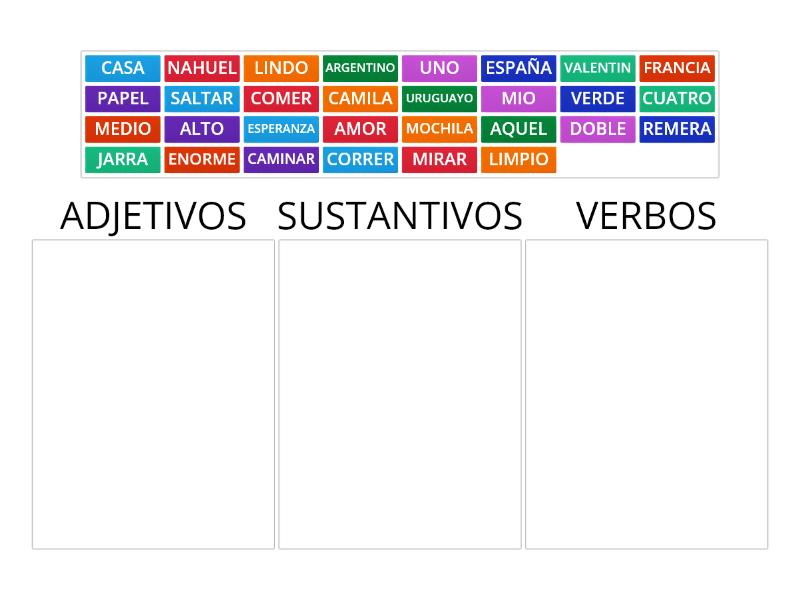 CASA NAHUEL LINDO ARGENTINO UNO ESPAÑA VALENTIN FRANCIA
PAPEL SALTAR COMER CAMILA URUGUAYO MIO VERDE CUATRO
MEDIO ALTO ESPERANZA AMOR MOCHILA AQUEL DOBLE REMERA
JARRA ENORME CAMINAR CORRER MIRAR LIMPIO
ADJETIVOS SUSTANTIVOS VERBOS